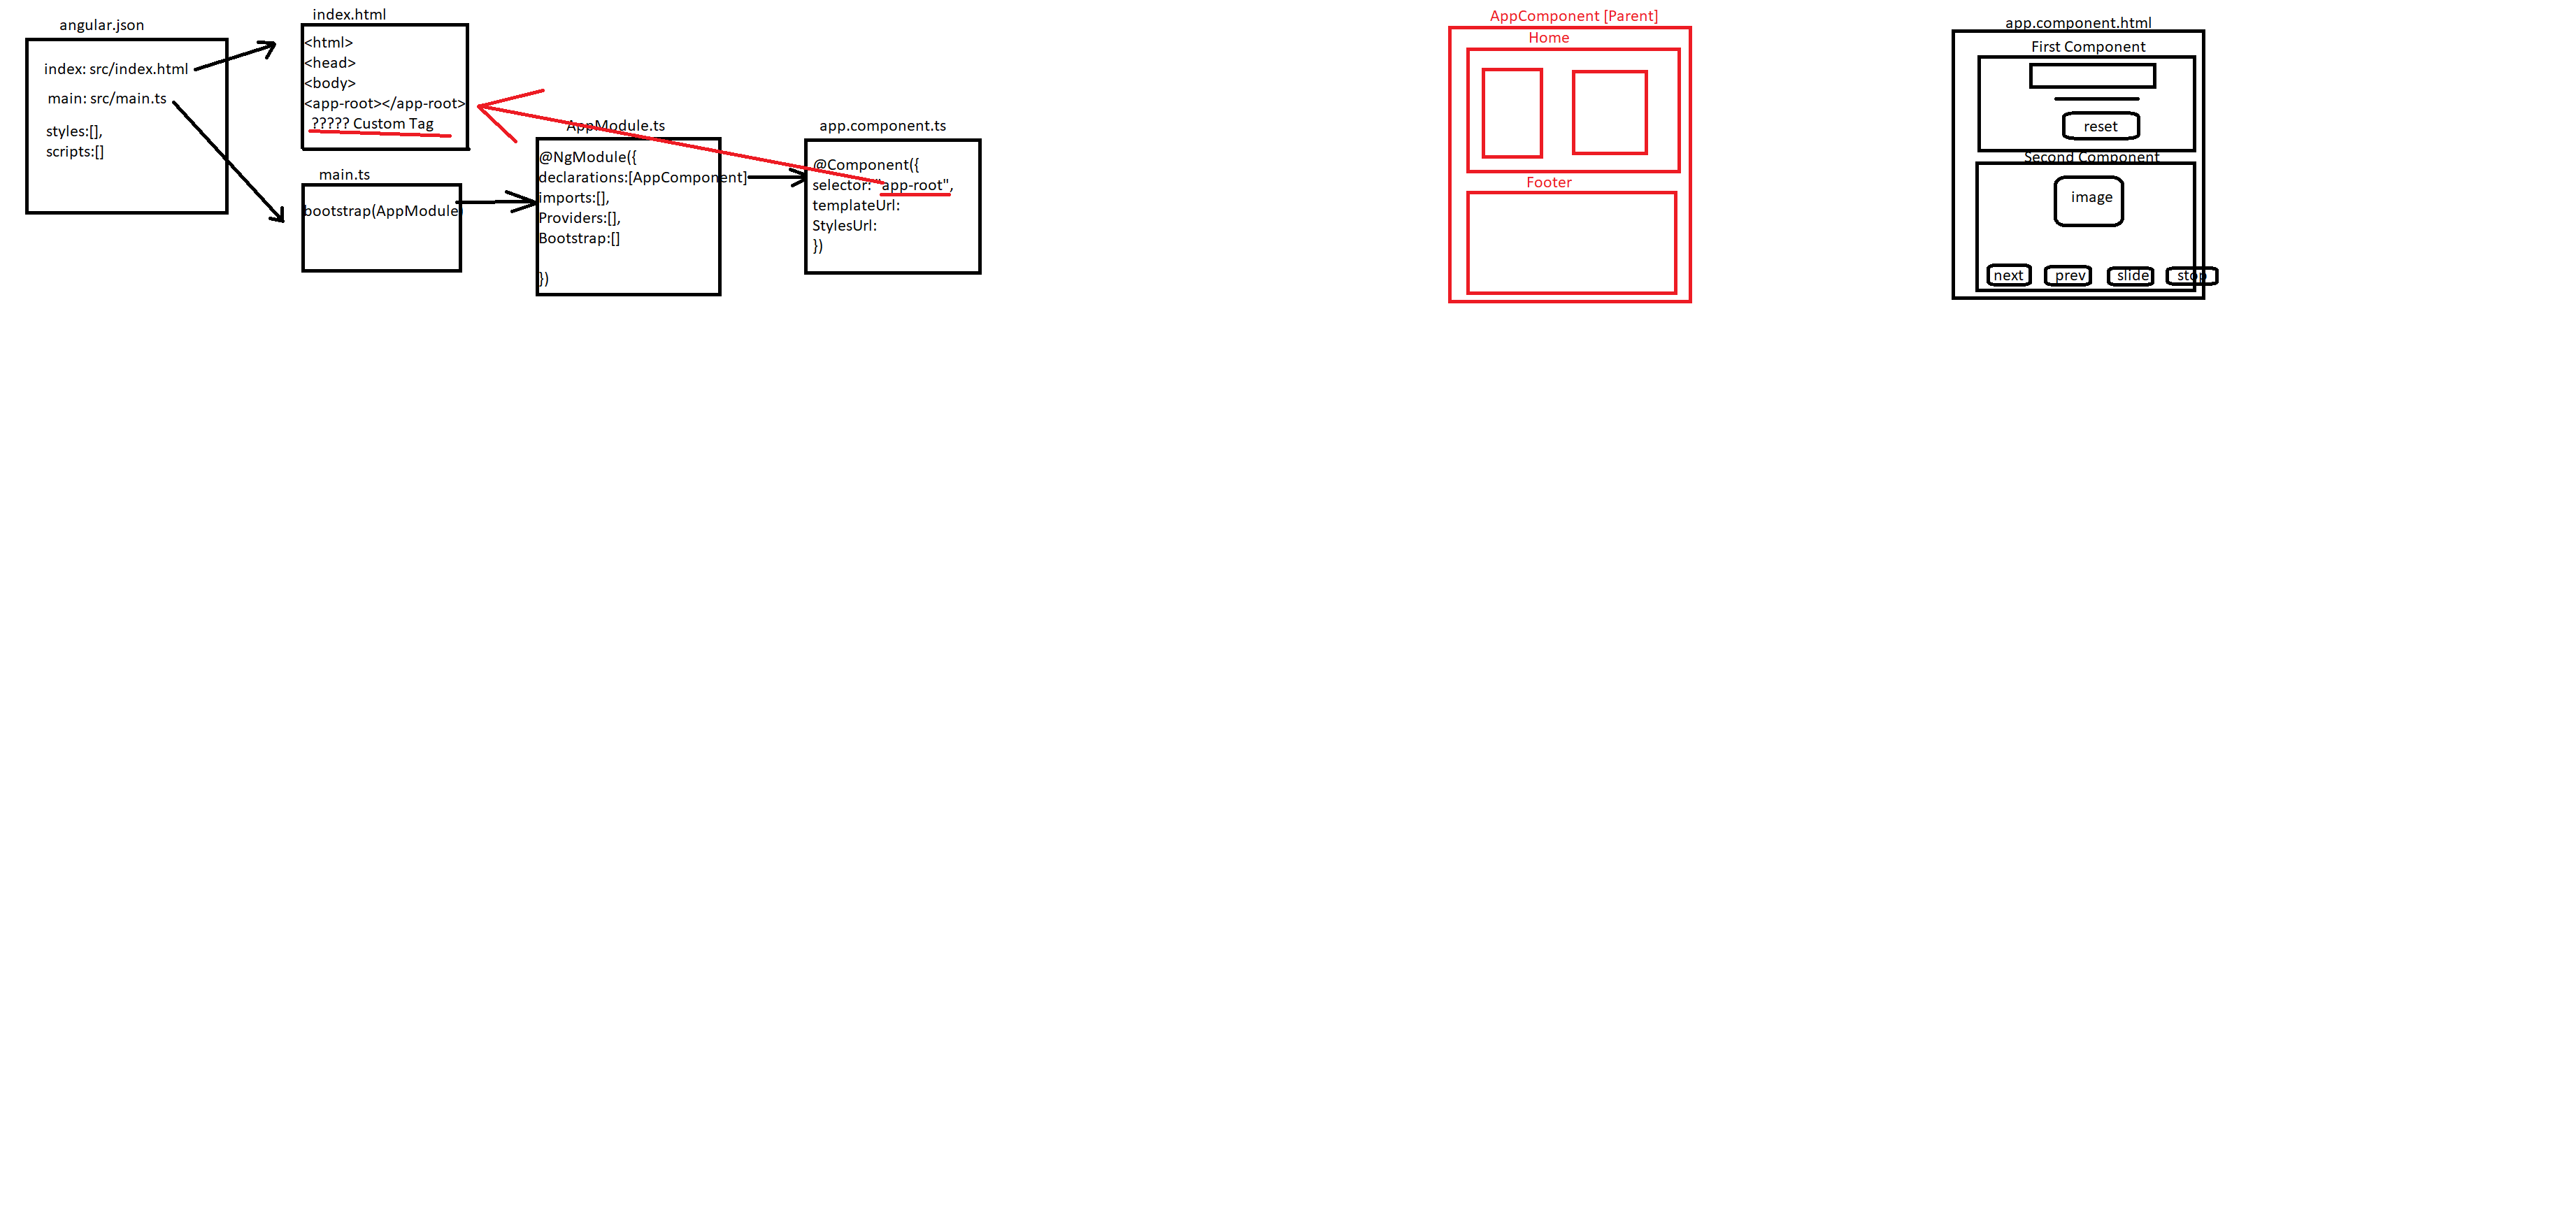 angular.json
index: src/index.html
main: src/main.ts
styles:[],
scripts:[]
index.html
<html>
<head>
<body>
<app-root></app-root>
????? Custom Tag
main.ts
bootstrap(AppModule)
AppModule.ts
@NgModule({
declarations:[AppComponent]
imports:[],
Providers:[],
Bootstrap:[]
})
app.component.ts
@Component({
selector: "app-root",
templateUrl:
StylesUrl:
})
AppComponent [Parent]
Home
Footer
app.component.html
First Component
reset
Second Component
image
next prev slide stop